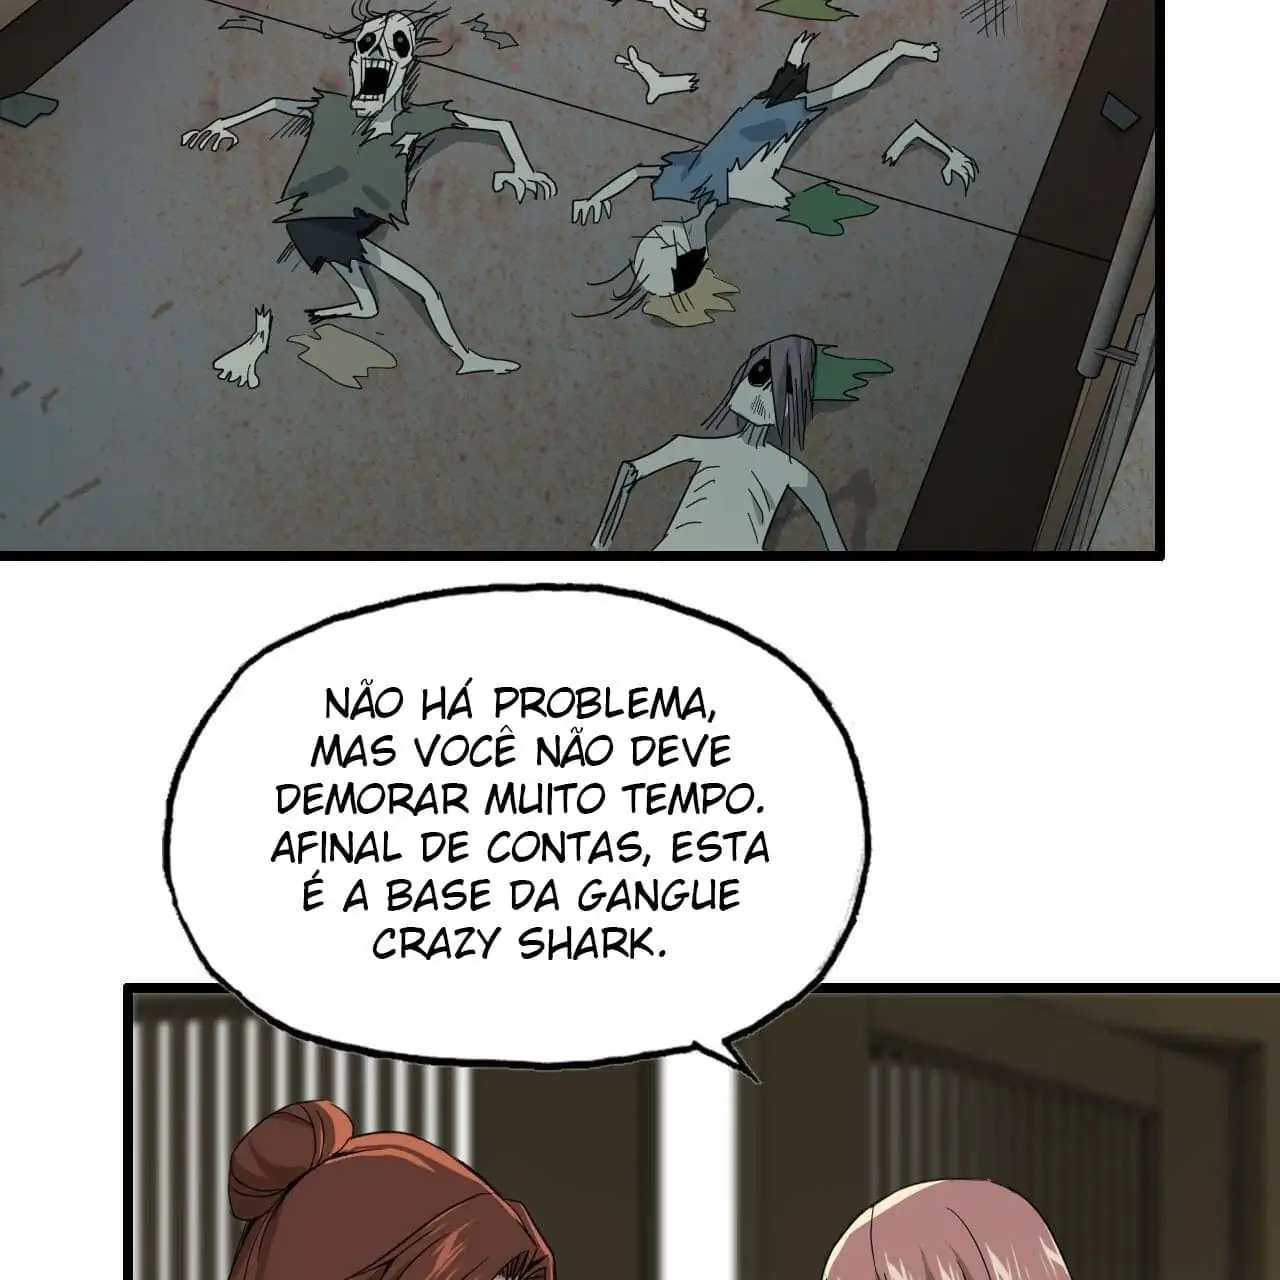 NÃO HÁ PROBLEMA,
MAS VOCÊ NÃO DEVE
DEMORAR MUITO TEMPO.
AFINAL DE CONTAS, ESTA
É A BASE DA GANGUE
CRAZY SHARK.